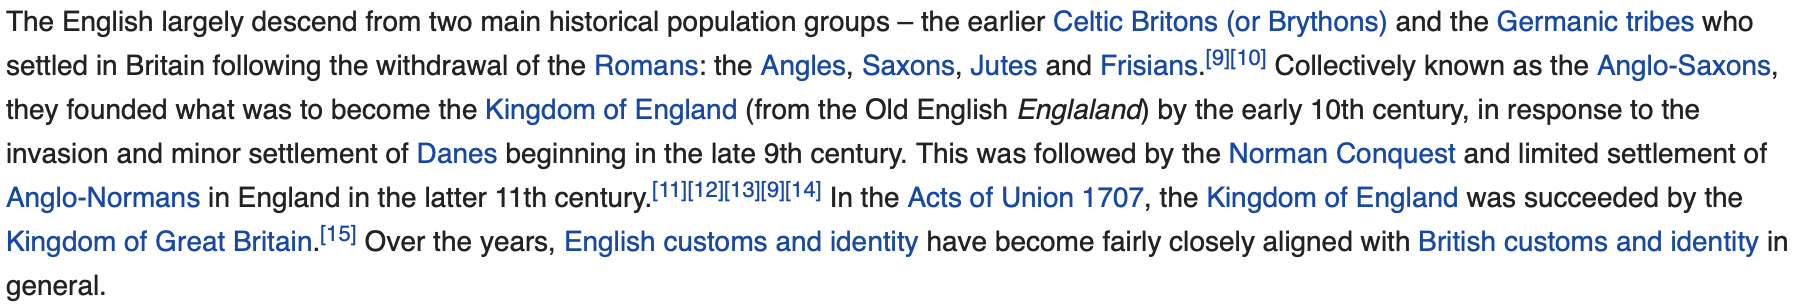 The English largely descend from two main historical population groups – the earlier Celtic Britons (or Brythons) and the Germanic tribes who
settled in Britain following the withdrawal of the Romans: the Angles, Saxons, Jutes and Frisians.[9][10] Collectively known as the Anglo-Saxons,
they founded what was to become the Kingdom of England (from the Old English Englaland) by the early 10th century, in response to the
invasion and minor settlement of Danes beginning in the late 9th century. This was followed by the Norman Conquest and limited settlement of
Anglo-Normans in England in the latter 11th century.[11][12][13][9][14] In the Acts of Union 1707, the Kingdom of England was succeeded by the
Kingdom of Great Britain.[15] Over the years, English customs and identity have become fairly closely aligned with British customs and identity in
general.